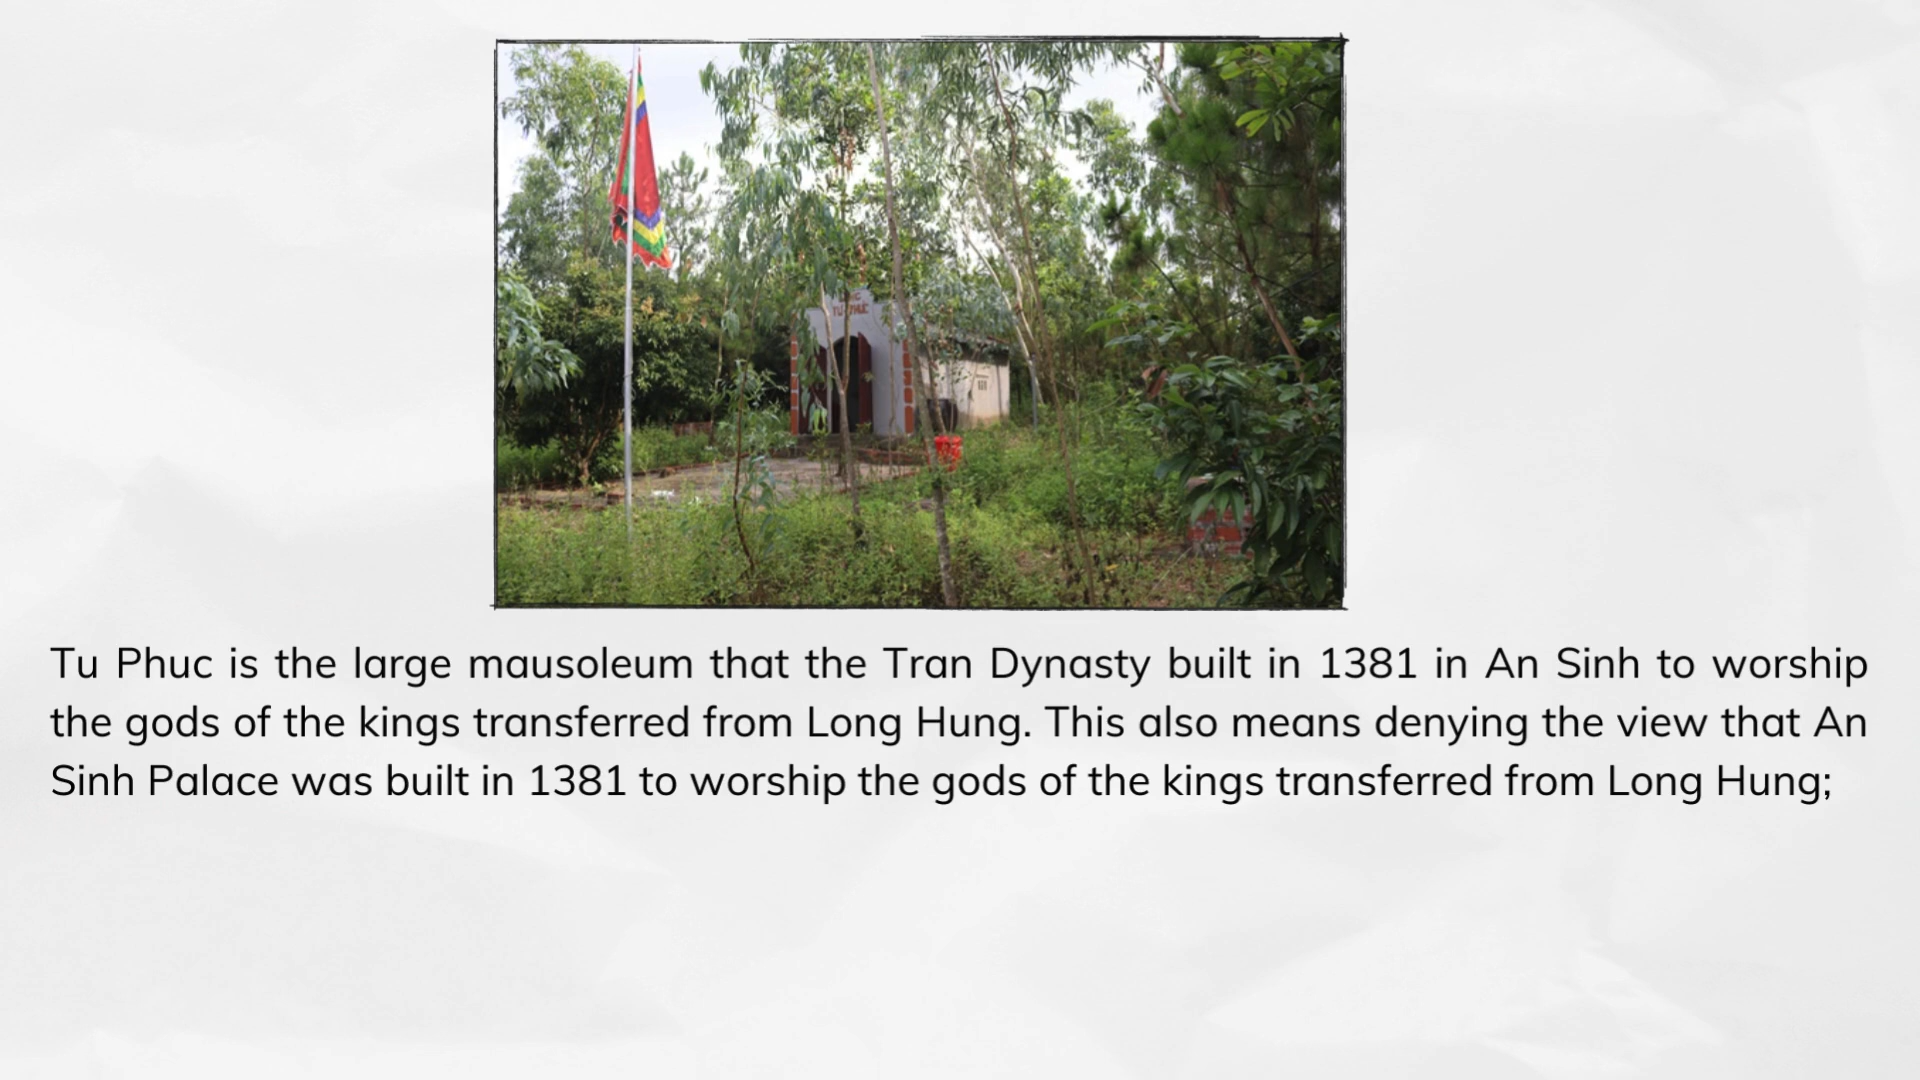 TU PHUC
Tu Phuc is the large mausoleum that the Tran Dynasty built in 1381 in An Sinh to worship
the gods of the kings transferred from Long Hung. This also means denying the view that An
Sinh Palace was built in 1381 to worship the gods of the kings transferred from Long Hung;